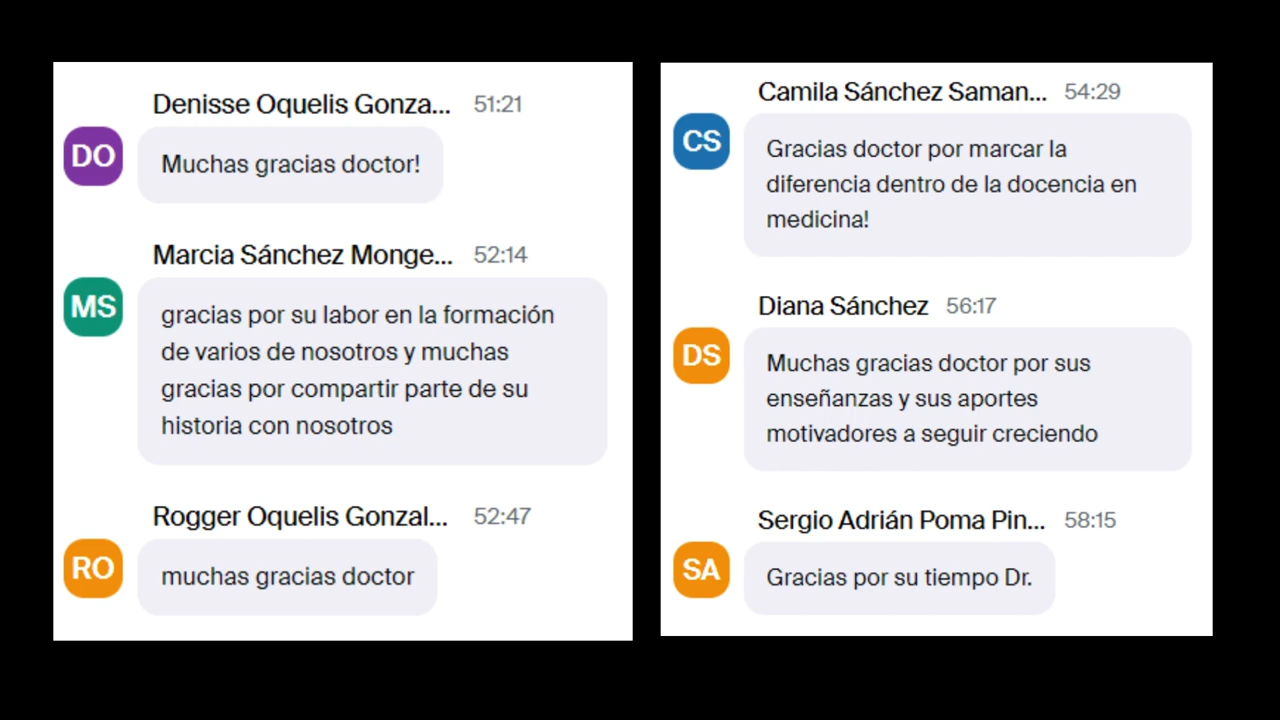 Denisse Oquelis Gonza... 51:21
DO
Muchas gracias doctor!
Marcia Sánchez Monge... 52:14
MS
gracias por su labor en la formación
de varios de nosotros y muchas
gracias por compartir parte de su
historia con nosotros
Rogger Oquelis Gonzal... 52:47
RO
muchas gracias doctor
Camila Sánchez Saman... 54:29
CS
Gracias doctor por marcar la
diferencia dentro de la docencia en
medicina!
Diana Sánchez 56:17
DS
Muchas gracias doctor por sus
enseñanzas y sus aportes
motivadores a seguir creciendo
Sergio Adrián Poma Pin... 58:15
SA
Gracias por su tiempo Dr.